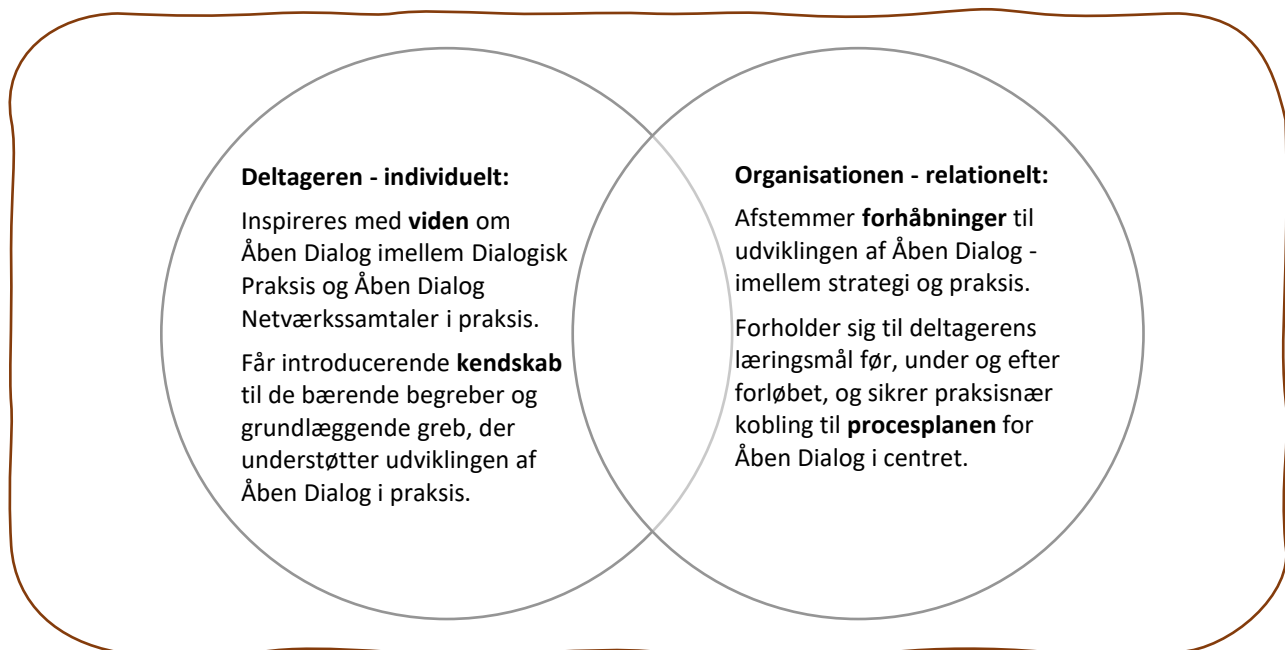 Deltageren - individuelt:
Inspireres med viden om
Åben Dialog imellem Dialogisk
Praksis og Åben Dialog
Netværkssamtaler i praksis.
Får introducerende kendskab
til de bærende begreber og
grundlæggende greb, der
understøtter udviklingen af
Åben Dialog i praksis.
Organisationen - relationelt:
Afstemmer forhåbninger til
udviklingen af Åben Dialog -
imellem strategi og praksis.
Forholder sig til deltagerens
læringsmål før, under og efter
forløbet, og sikrer praksisnær
kobling til procesplanen for
Åben Dialog i centret.